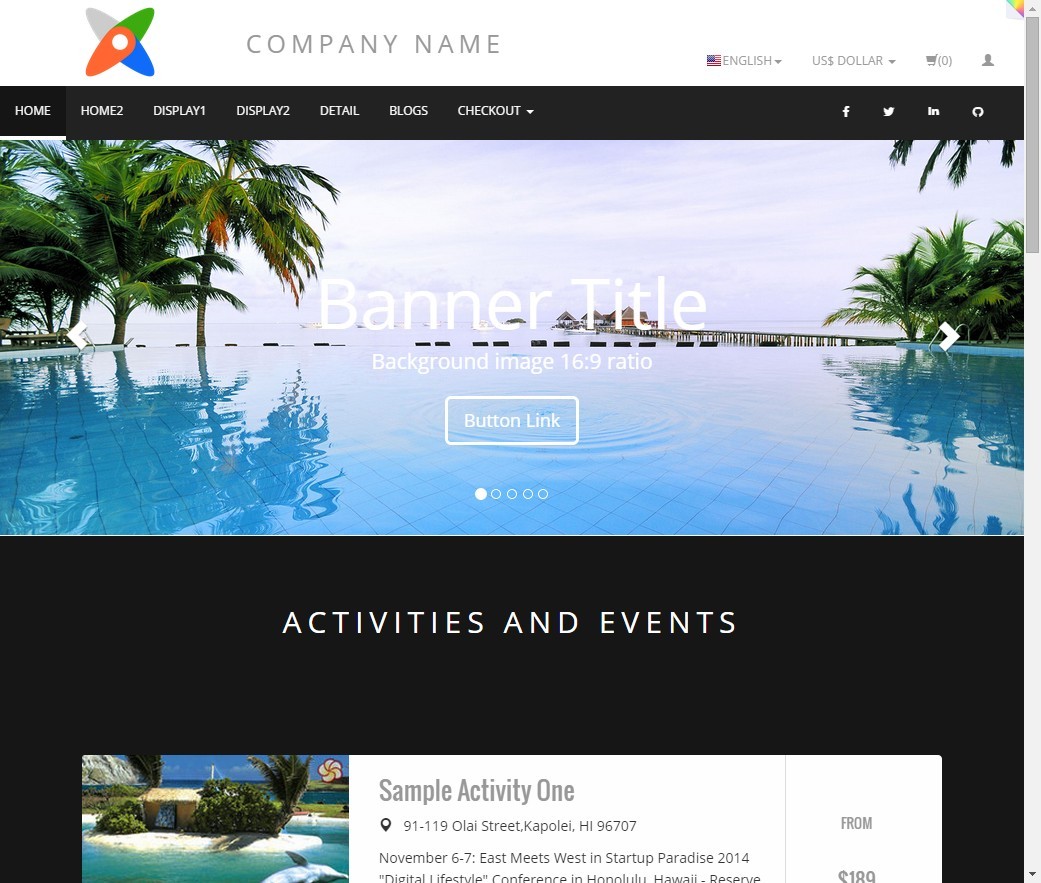 COMPANY NAME
ENGLISH
US$ DOLLAR
(0)
HOME
HOME2
DISPLAY1
DISPLAY2
DETAIL
BLOGS
CHECKOUT
Banner Title
Background image 16:9 ratio
Button Link
ACTIVITIES AND EVENTS
Sample Activity One
91-119 Olai Street,Kapolei, HI 96707
November 6-7: East Meets West in Startup Paradise 2014
"Digital Lifestyle" Conference in Honolulu, Hawaii - Reserve
FROM
$189